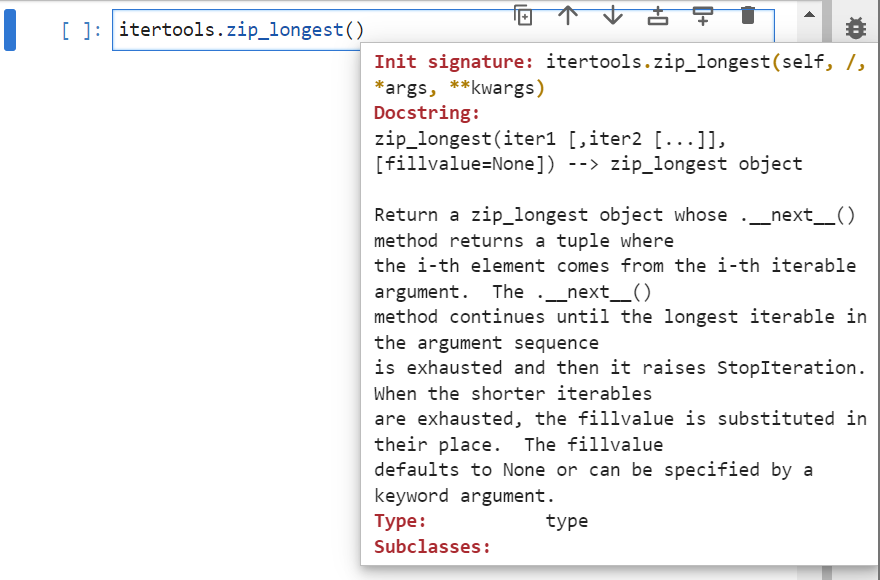 [ ]: itertools.zip_longest()
Init signature: itertools.zip_longest(self, /,
*args, **kwargs)
Docstring:
zip_longest(iter1 [,iter2 [...]],
[fillvalue=None]) --> zip_longest object
Return a zip_longest object whose .__next__()
method returns a tuple where
the i-th element comes from the i-th iterable
argument.  The .__next__()
method continues until the longest iterable in
the argument sequence
is exhausted and then it raises StopIteration.
When the shorter iterables
are exhausted, the fillvalue is substituted in
their place.  The fillvalue
defaults to None or can be specified by a
keyword argument.
Type:           type
Subclasses: